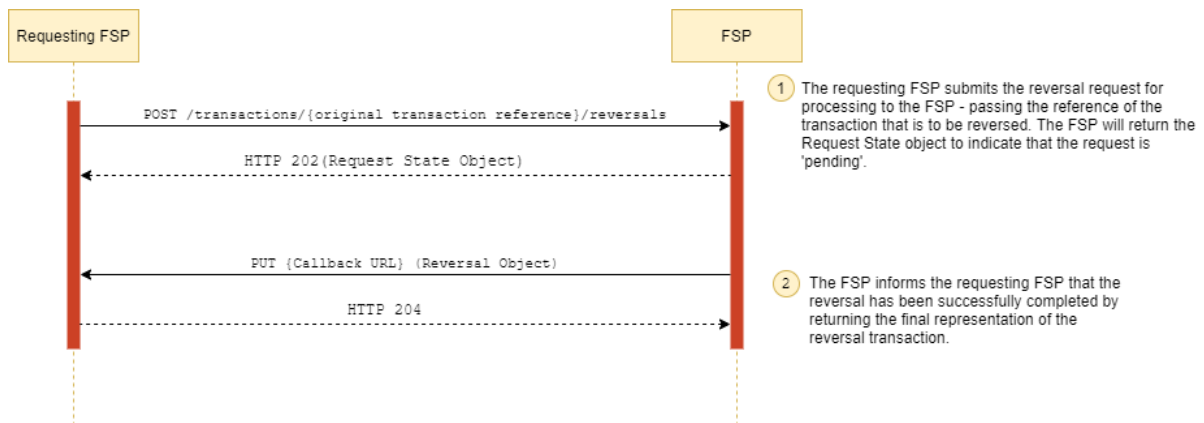 Requesting FSP
FSP
1
The requesting FSP submits the reversal request for
processing to the FSP - passing the reference of the
transaction that is to be reversed. The FSP will return the
Request State object to indicate that the request is
'pending'.
POST /transactions/{original transaction reference}/reversals
HTTP 202(Request State Object)
PUT {Callback URL} (Reversal Object)
2
The FSP informs the requesting FSP that the
reversal has been successfully completed by
returning the final representation of the
reversal transaction.
HTTP 204